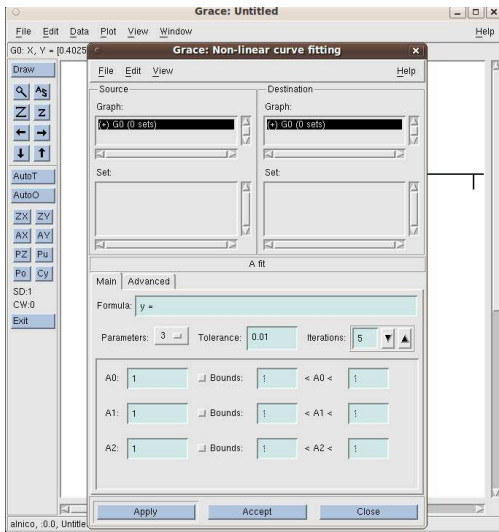 Grace: Untitled
File Edit Data Plot View Window Help
G0: X, Y = [0.4025
Grace: Non-linear curve fitting
File Edit View Help
Draw
Source
Destination
Graph:
Graph:
(+) G0 (0 sets)
(+) G0 (0 sets)
Z z
Set:
Set:
AutoT
AutoO
ZX ZY
AX AY
PZ Pu
Po Cy
SD:1
CW:0
Exit
A fit
Main Advanced
Formula: y =
Parameters: 3 Tolerance: 0.01 Iterations: 5
A0: 1 Bounds: 1 < A0 < 1
A1: 1 Bounds: 1 < A1 < 1
A2: 1 Bounds: 1 < A2 < 1
Apply Accept Close
alnico, :0.0, Untitle